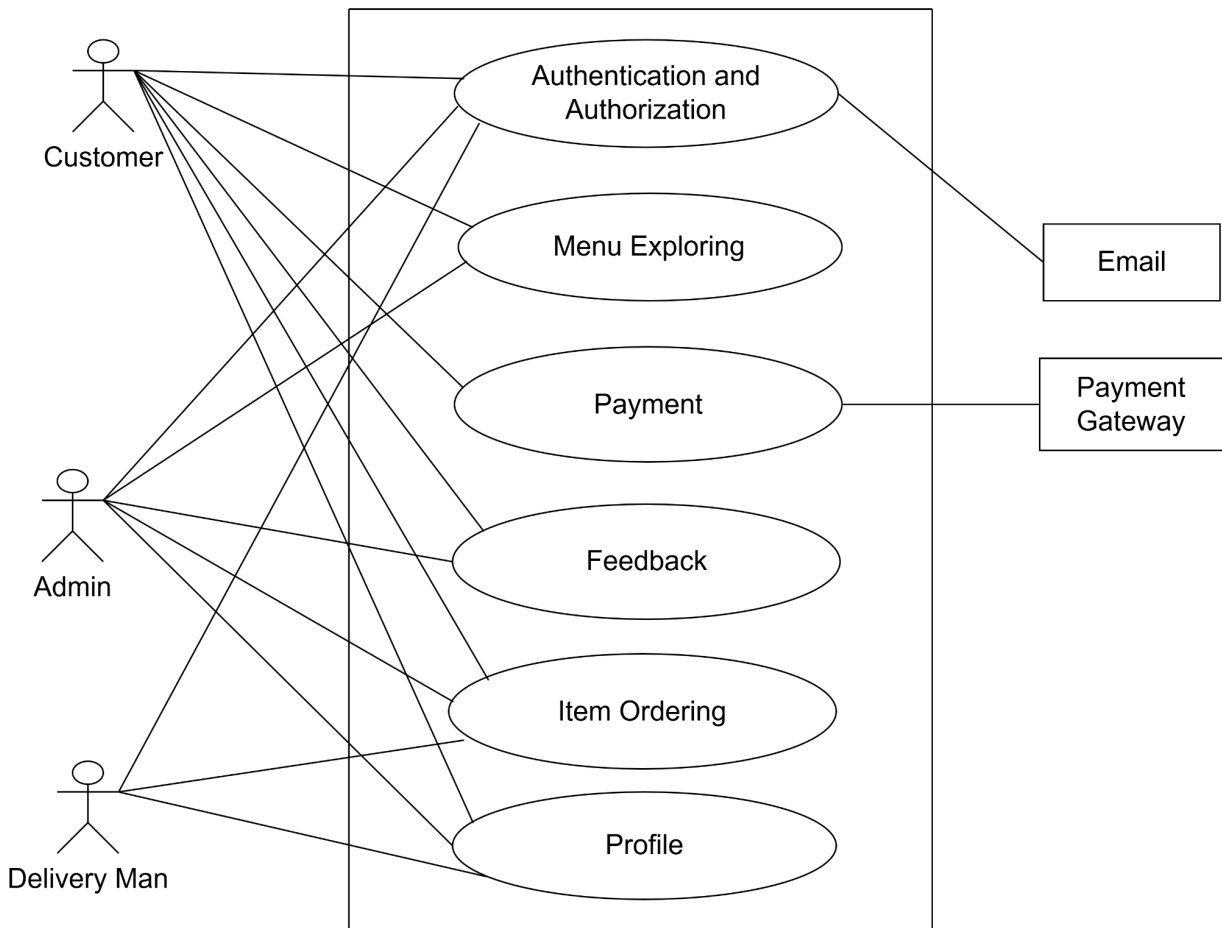 Authentication and
Authorization
Customer
Menu Exploring
Email
Payment
Payment
Gateway
Feedback
Admin
Item Ordering
Profile
Delivery Man